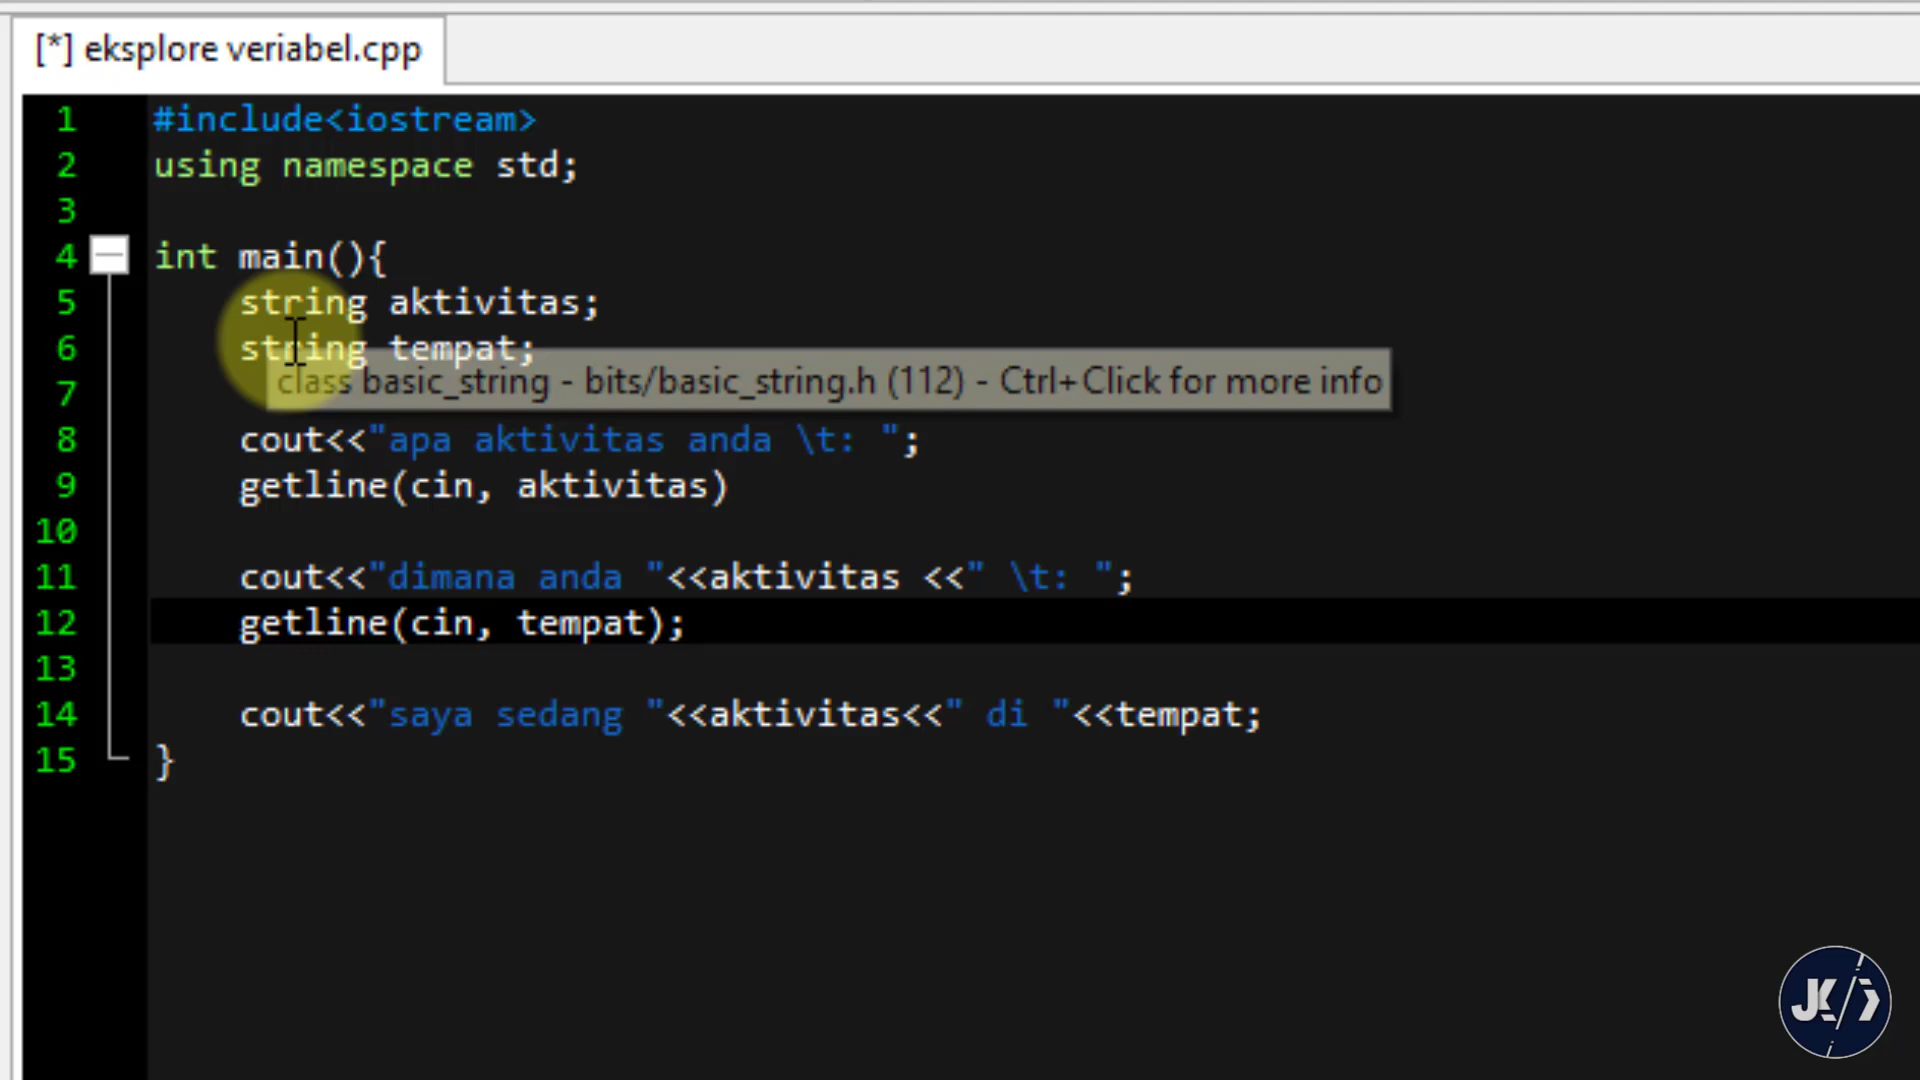 [*] eksplore veriabel.cpp
1 #include<iostream>
2 using namespace std;
3
4 int main(){
5 string aktivitas;
6 string tempat;
class basic_string - bits/basic_string.h (112) - Ctrl+Click for more info
7
8 cout<<"apa aktivitas anda \t: ";
9 getline(cin, aktivitas)
10
11 cout<<"dimana anda "<<aktivitas <<" \t: ";
12 getline(cin, tempat);
13
14 cout<<"saya sedang "<<aktivitas<<" di "<<tempat;
15 }
JK